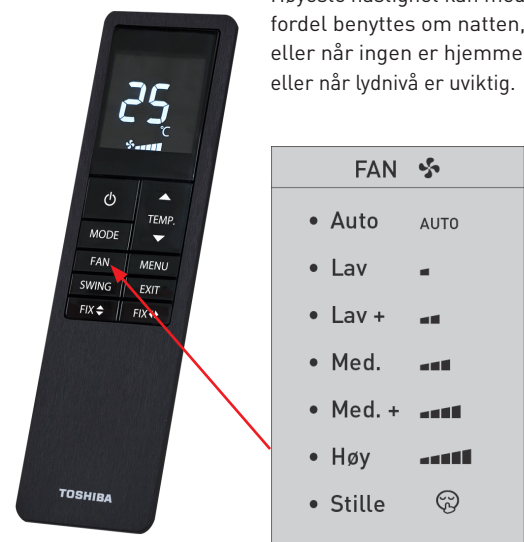 Høyeste hastighet kan med
fordel benyttes om natten,
eller når ingen er hjemme
eller når lydnivå er uviktig.
25
°C
TEMP.
MODE
FAN MENU
SWING EXIT
FIX FIX
TOSHIBA
FAN
• Auto AUTO
• Lav
• Lav +
• Med.
• Med. +
• Høy
• Stille